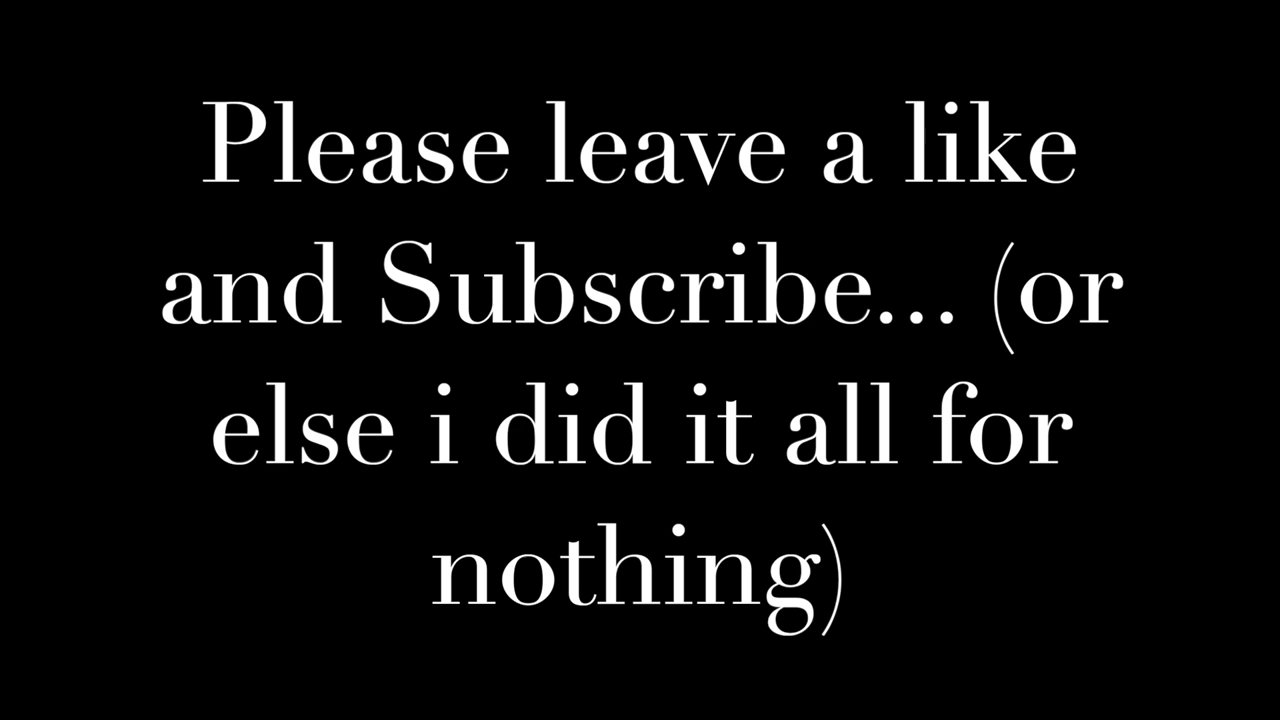 Please leave a like
and Subscribe... (or
else i did it all for
nothing)